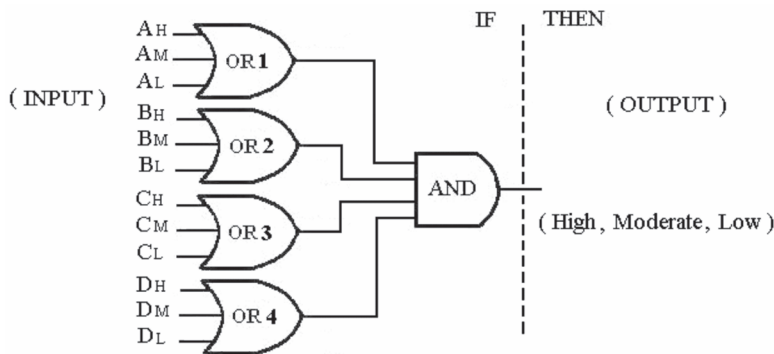 IF THEN
AH
AM
AL
OR 1
( INPUT )
( OUTPUT )
BH
BM
BL
OR 2
AND
CH
CM
CL
OR 3
( High , Moderate, Low )
DH
DM
DL
OR 4